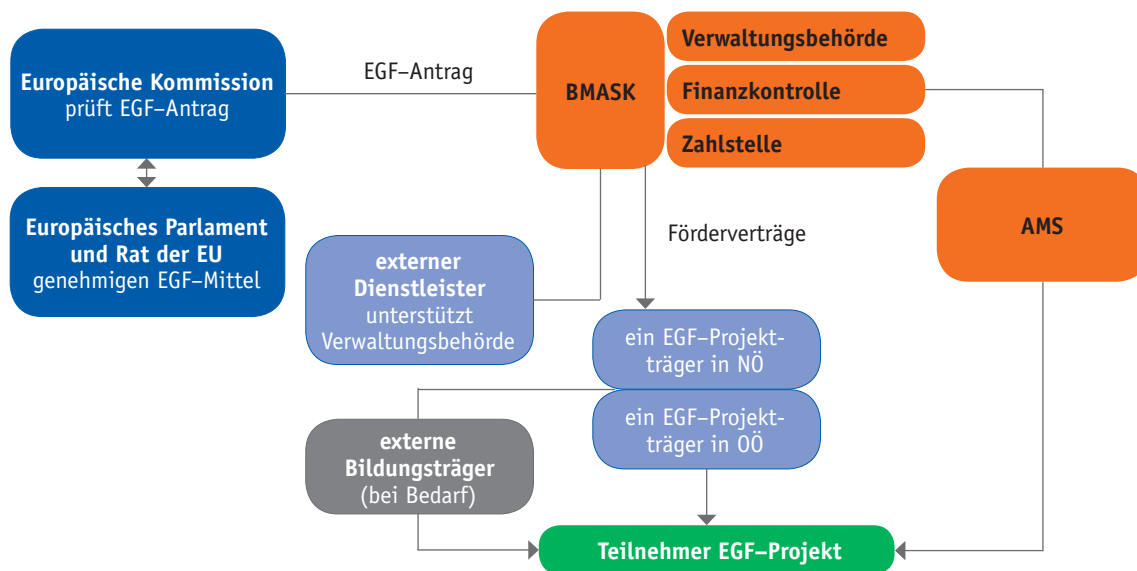 Europäische Kommission
prüft EGF–Antrag
EGF–Antrag
BMASK
Verwaltungsbehörde
Finanzkontrolle
Zahlstelle
Europäisches Parlament
und Rat der EU
genehmigen EGF–Mittel
AMS
Förderverträge
externer
Dienstleister
unterstützt
Verwaltungsbehörde
ein EGF–Projekt-
träger in NÖ
ein EGF–Projekt-
träger in OÖ
externe
Bildungsträger
(bei Bedarf)
Teilnehmer EGF–Projekt